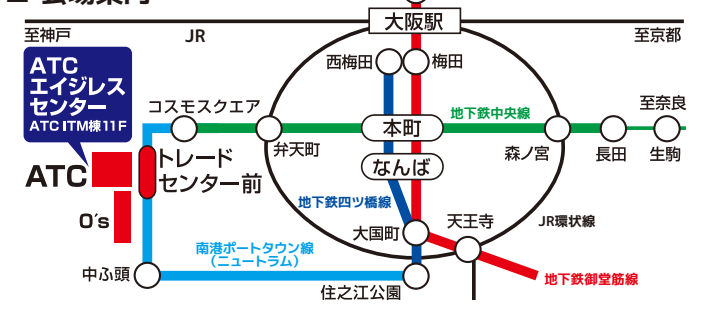 会場案内
大阪駅
至神戸
JR
至京都
ATC
エイジレス
センター
ATC ITM棟11F
西梅田
梅田
コスモスクエア
地下鉄中央線
至奈良
本町
弁天町
森ノ宮
長田
生駒
なんば
トレード
センター前
ATC
O's
地下鉄四ツ橋線
天王寺
JR環状線
大国町
南港ポートタウン線
（ニュートラム）
中ふ頭
住之江公園
地下鉄御堂筋線